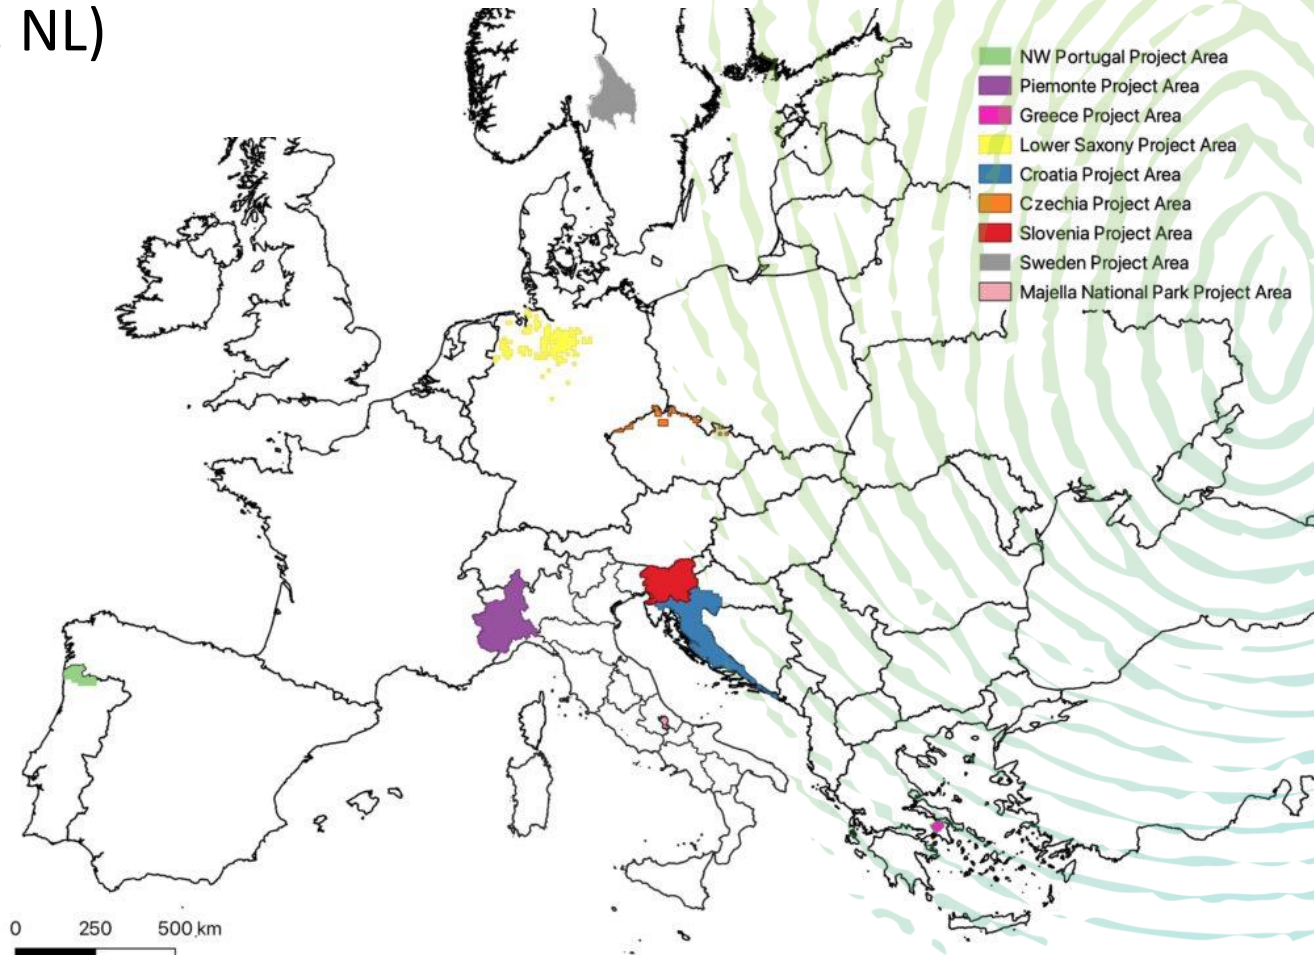 NL)
NW Portugal Project Area
Piemonte Project Area
Greece Project Area
Lower Saxony Project Area
Croatia Project Area
Czechia Project Area
Slovenia Project Area
Sweden Project Area
Majella National Park Project Area
0 250 500 km